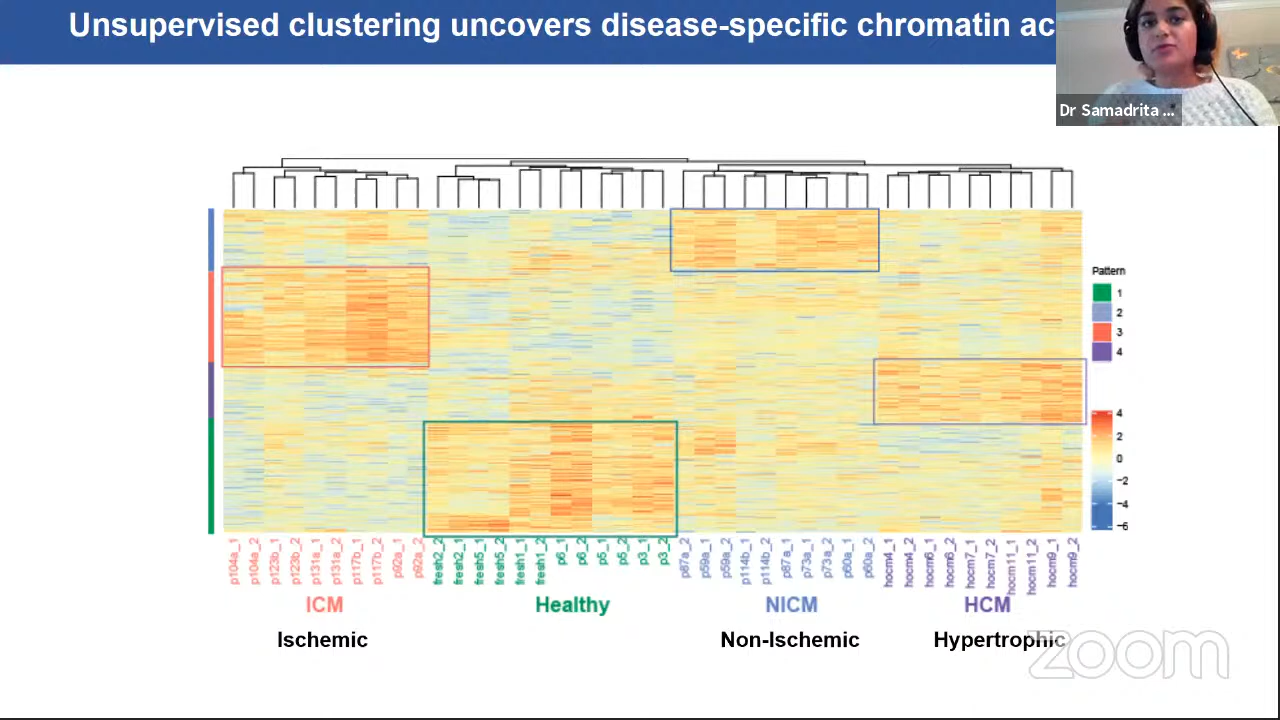 Unsupervised clustering uncovers disease-specific chromatin ac
Dr Samadrita ...
Pattern
1
2
3
4
4
2
0
−2
−4
−6
p104a_1
p104a_2
p123b_1
p123b_2
p131a_1
p131a_2
p117b_1
p117b_2
p92a_1
p92a_2
fresh2_2
fresh2_1
fresh5_1
fresh5_2
fresh1_1
fresh1_2
p6_1
p6_2
p5_1
p5_2
p3_1
p3_2
p87a_2
p59a_1
p59a_2
p114b_1
p114b_2
p87a_1
p73a_1
p73a_2
p60a_1
p60a_2
hocm4_1
hocm4_2
hocm6_1
hocm6_2
hocm7_1
hocm7_2
hocm11_1
hocm11_2
hocm9_1
hocm9_2
ICM
Healthy
NICM
HCM
Ischemic
Non-Ischemic
Hypertrophic
zoom